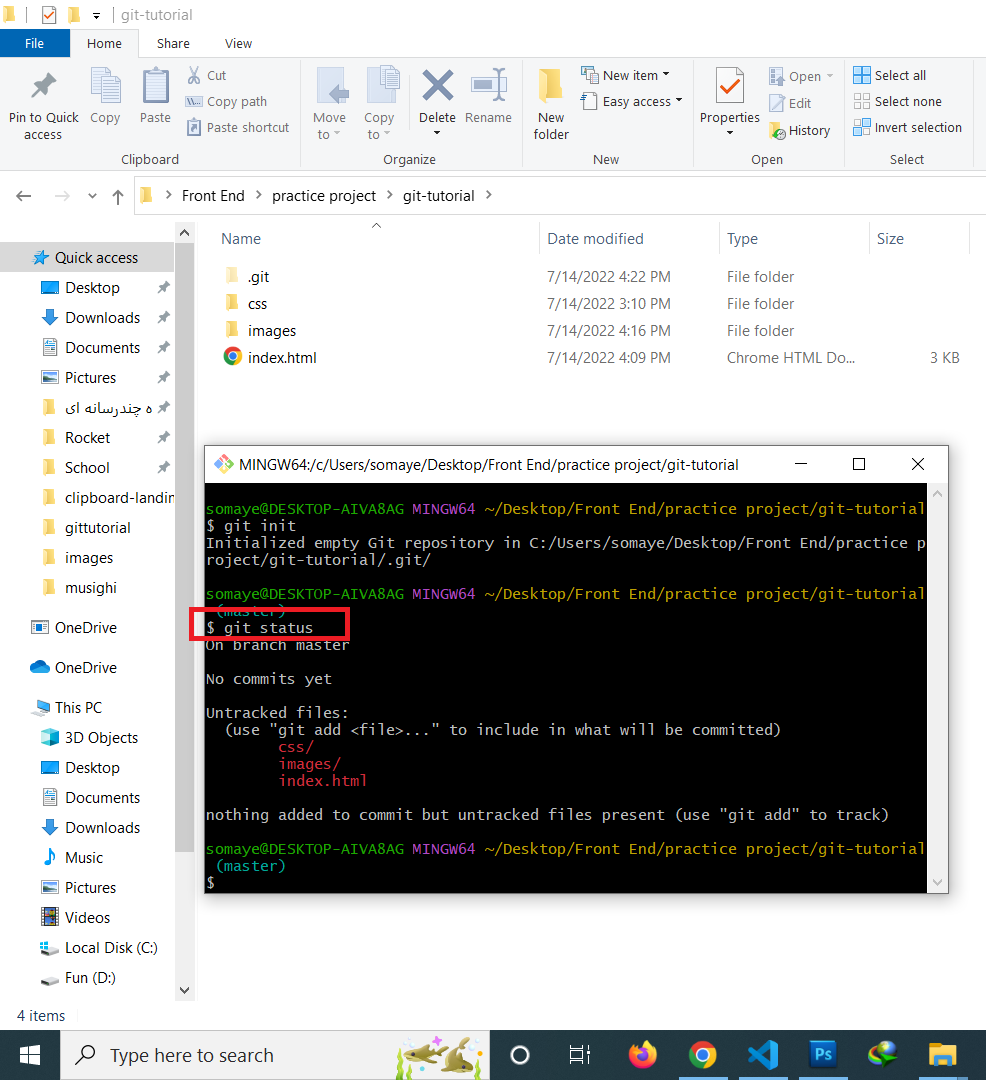 git-tutorial
File Home Share View
Pin to Quick access
Copy
Paste
Cut
Copy path
Paste shortcut
Clipboard
Move to
Copy to
Delete
Rename
Organize
New folder
New item
Easy access
New
Properties
Open
Edit
History
Open
Select all
Select none
Invert selection
Select
Front End > practice project > git-tutorial >
Name Date modified Type Size
.git 7/14/2022 4:22 PM File folder
css 7/14/2022 3:10 PM File folder
images 7/14/2022 4:16 PM File folder
index.html 7/14/2022 4:09 PM Chrome HTML Do... 3 KB
Quick access
Desktop
Downloads
Documents
Pictures
ه چندرسانه ای
Rocket
School
clipboard-landin
gittutorial
images
musighi
OneDrive
OneDrive
This PC
3D Objects
Desktop
Documents
Downloads
Music
Pictures
Videos
Local Disk (C:)
Fun (D:)
4 items
MINGW64:/c/Users/somaye/Desktop/Front End/practice project/git-tutorial
somaye@DESKTOP-AIVA8AG MINGW64 ~/Desktop/Front End/practice project/git-tutorial
$ git init
Initialized empty Git repository in C:/Users/somaye/Desktop/Front End/practice p
roject/git-tutorial/.git/
somaye@DESKTOP-AIVA8AG MINGW64 ~/Desktop/Front End/practice project/git-tutorial
(master)
$ git status
On branch master
No commits yet
Untracked files:
(use "git add <file>..." to include in what will be committed)
css/
images/
index.html
nothing added to commit but untracked files present (use "git add" to track)
somaye@DESKTOP-AIVA8AG MINGW64 ~/Desktop/Front End/practice project/git-tutorial
(master)
$
Type here to search
Ps